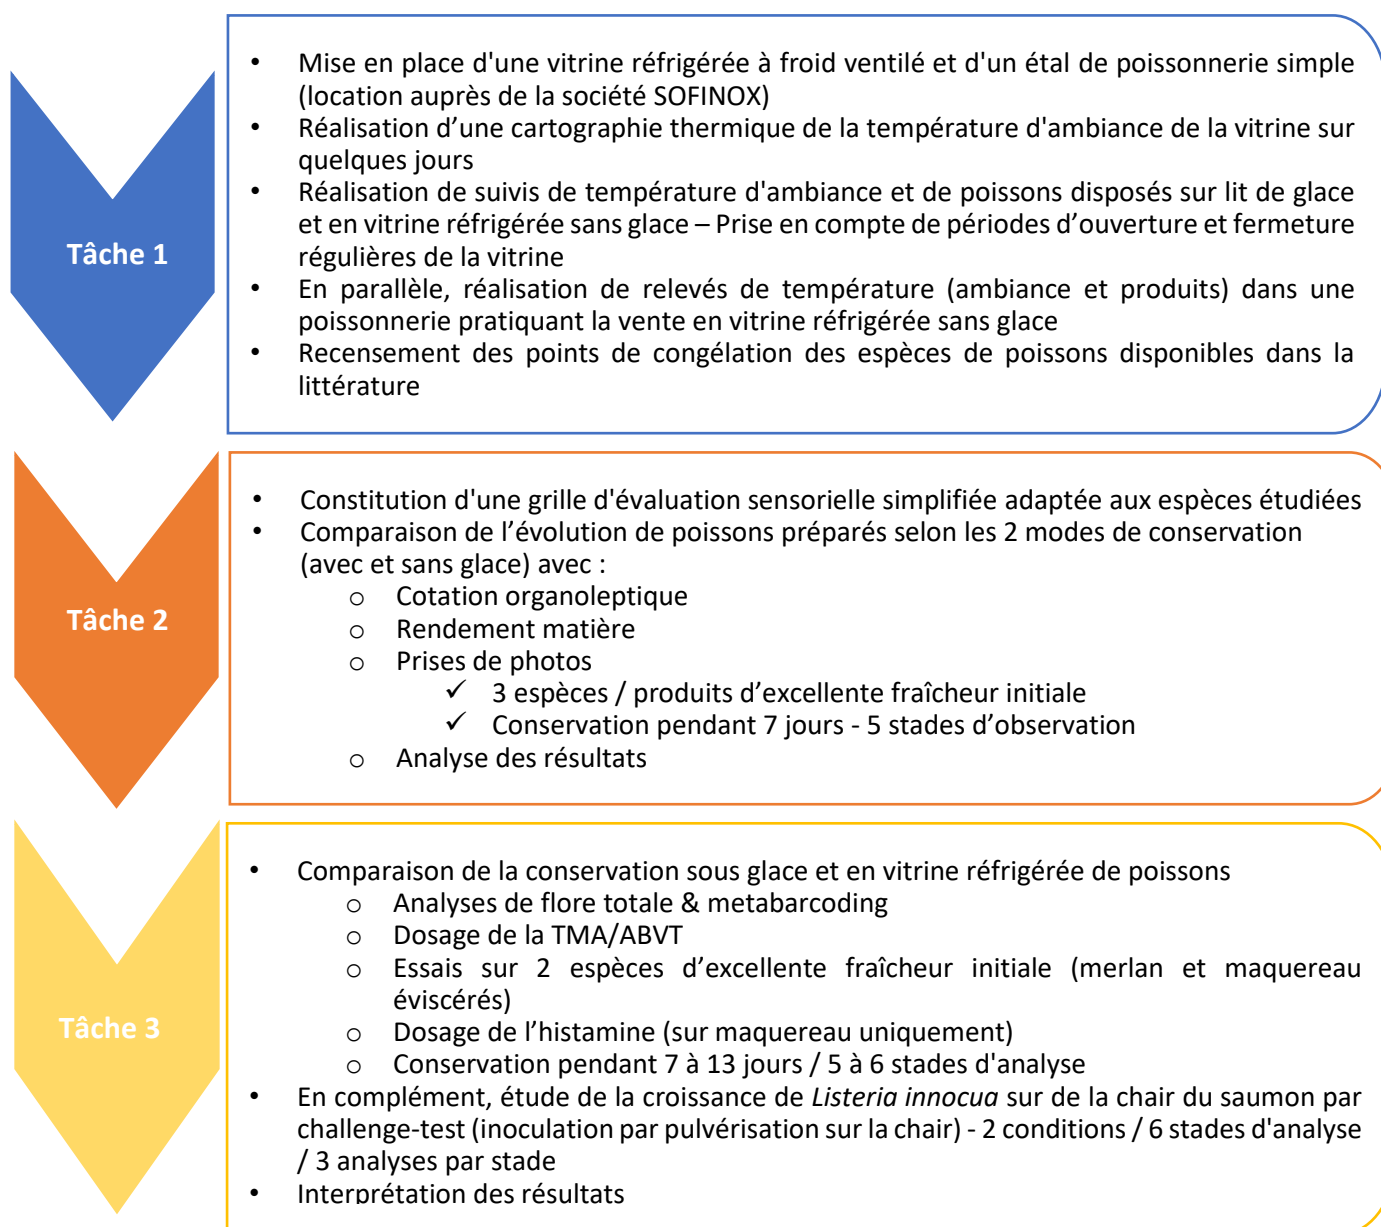 Tâche 1
• Mise en place d'une vitrine réfrigérée à froid ventilé et d'un étal de poissonnerie simple
(location auprès de la société SOFINOX)
• Réalisation d’une cartographie thermique de la température d'ambiance de la vitrine sur
quelques jours
• Réalisation de suivis de température d'ambiance et de poissons disposés sur lit de glace
et en vitrine réfrigérée sans glace – Prise en compte de périodes d’ouverture et fermeture
régulières de la vitrine
• En parallèle, réalisation de relevés de température (ambiance et produits) dans une
poissonnerie pratiquant la vente en vitrine réfrigérée sans glace
• Recensement des points de congélation des espèces de poissons disponibles dans la
littérature
Tâche 2
• Constitution d'une grille d'évaluation sensorielle simplifiée adaptée aux espèces étudiées
• Comparaison de l’évolution de poissons préparés selon les 2 modes de conservation
(avec et sans glace) avec :
o Cotation organoleptique
o Rendement matière
o Prises de photos
✓ 3 espèces / produits d’excellente fraîcheur initiale
✓ Conservation pendant 7 jours - 5 stades d’observation
o Analyse des résultats
Tâche 3
• Comparaison de la conservation sous glace et en vitrine réfrigérée de poissons
o Analyses de flore totale & metabarcoding
o Dosage de la TMA/ABVT
o Essais sur 2 espèces d’excellente fraîcheur initiale (merlan et maquereau
éviscérés)
o Dosage de l’histamine (sur maquereau uniquement)
o Conservation pendant 7 à 13 jours / 5 à 6 stades d'analyse
• En complément, étude de la croissance de Listeria innocua sur de la chair du saumon par
challenge-test (inoculation par pulvérisation sur la chair) - 2 conditions / 6 stades d'analyse
/ 3 analyses par stade
• Interprétation des résultats